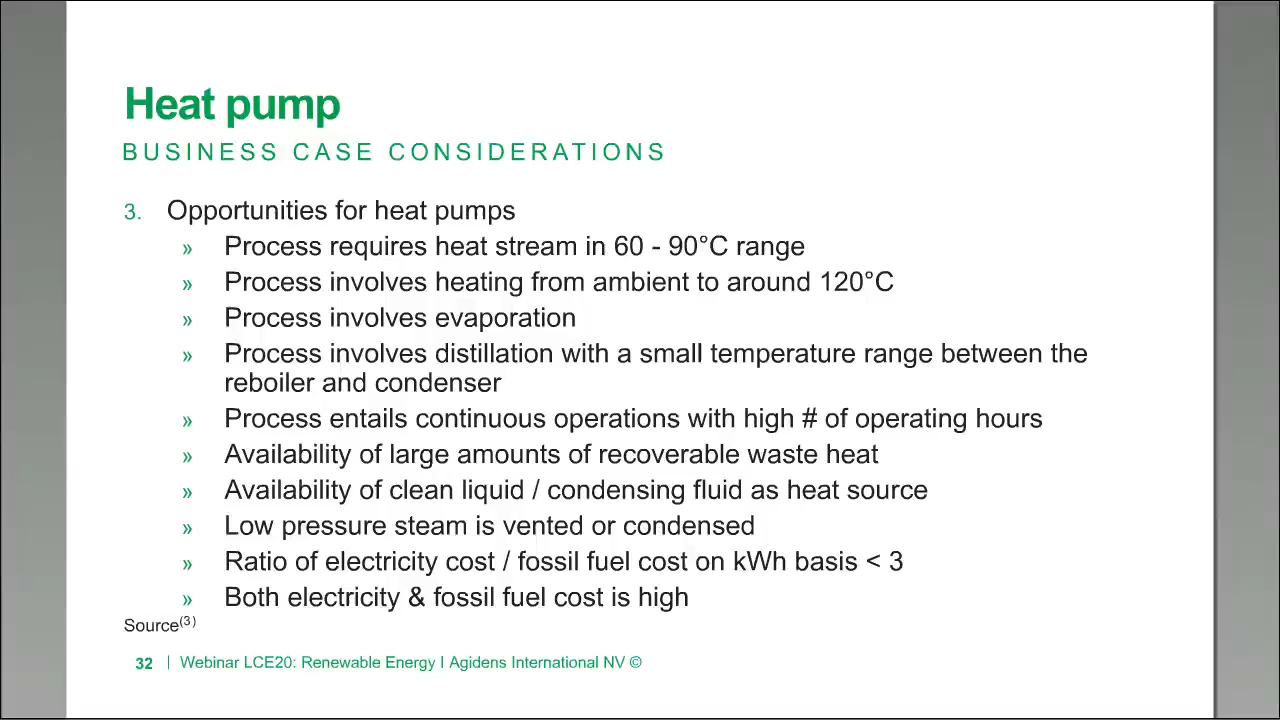 Heat pump
BUSINESS CASE CONSIDERATIONS
3. Opportunities for heat pumps
» Process requires heat stream in 60 - 90°C range
» Process involves heating from ambient to around 120°C
» Process involves evaporation
» Process involves distillation with a small temperature range between the
reboiler and condenser
» Process entails continuous operations with high # of operating hours
» Availability of large amounts of recoverable waste heat
» Availability of clean liquid / condensing fluid as heat source
» Low pressure steam is vented or condensed
» Ratio of electricity cost / fossil fuel cost on kWh basis < 3
» Both electricity & fossil fuel cost is high
Source(3)
32 | Webinar LCE20: Renewable Energy I Agidens International NV ©